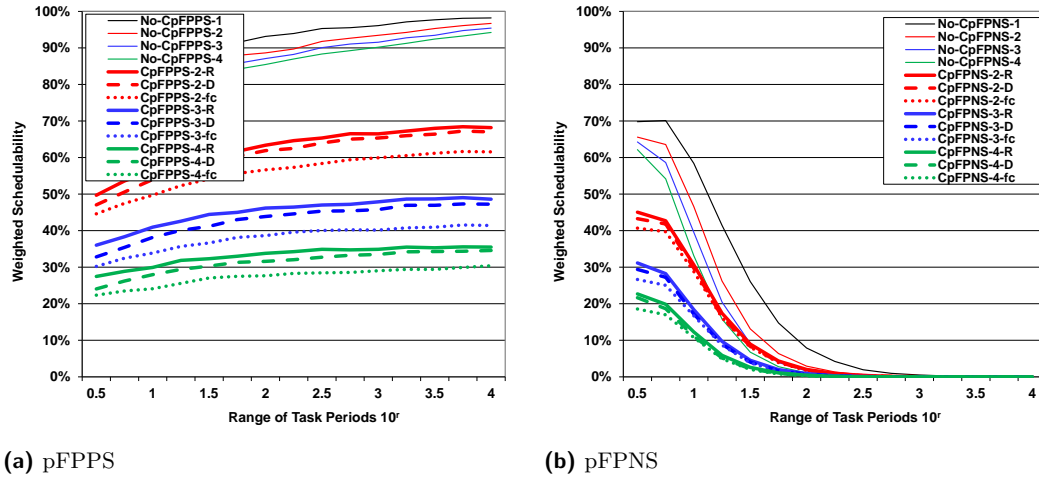 100%
90%
80%
70%
60%
50%
40%
30%
20%
10%
0%
Weighted Schedulability
No-CpFPPS-1
No-CpFPPS-2
No-CpFPPS-3
No-CpFPPS-4
CpFPPS-2-R
CpFPPS-2-D
CpFPPS-2-fc
CpFPPS-3-R
CpFPPS-3-D
CpFPPS-3-fc
CpFPPS-4-R
CpFPPS-4-D
CpFPPS-4-fc
0.5 1 1.5 2 2.5 3 3.5 4
Range of Task Periods 10^r
(a) pFPPS
100%
90%
80%
70%
60%
50%
40%
30%
20%
10%
0%
Weighted Schedulability
No-CpFPNS-1
No-CpFPNS-2
No-CpFPNS-3
No-CpFPNS-4
CpFPNS-2-R
CpFPNS-2-D
CpFPNS-2-fc
CpFPNS-3-R
CpFPNS-3-D
CpFPNS-3-fc
CpFPNS-4-R
CpFPNS-4-D
CpFPNS-4-fc
0.5 1 1.5 2 2.5 3 3.5 4
Range of Task Periods 10^r
(b) pFPNS